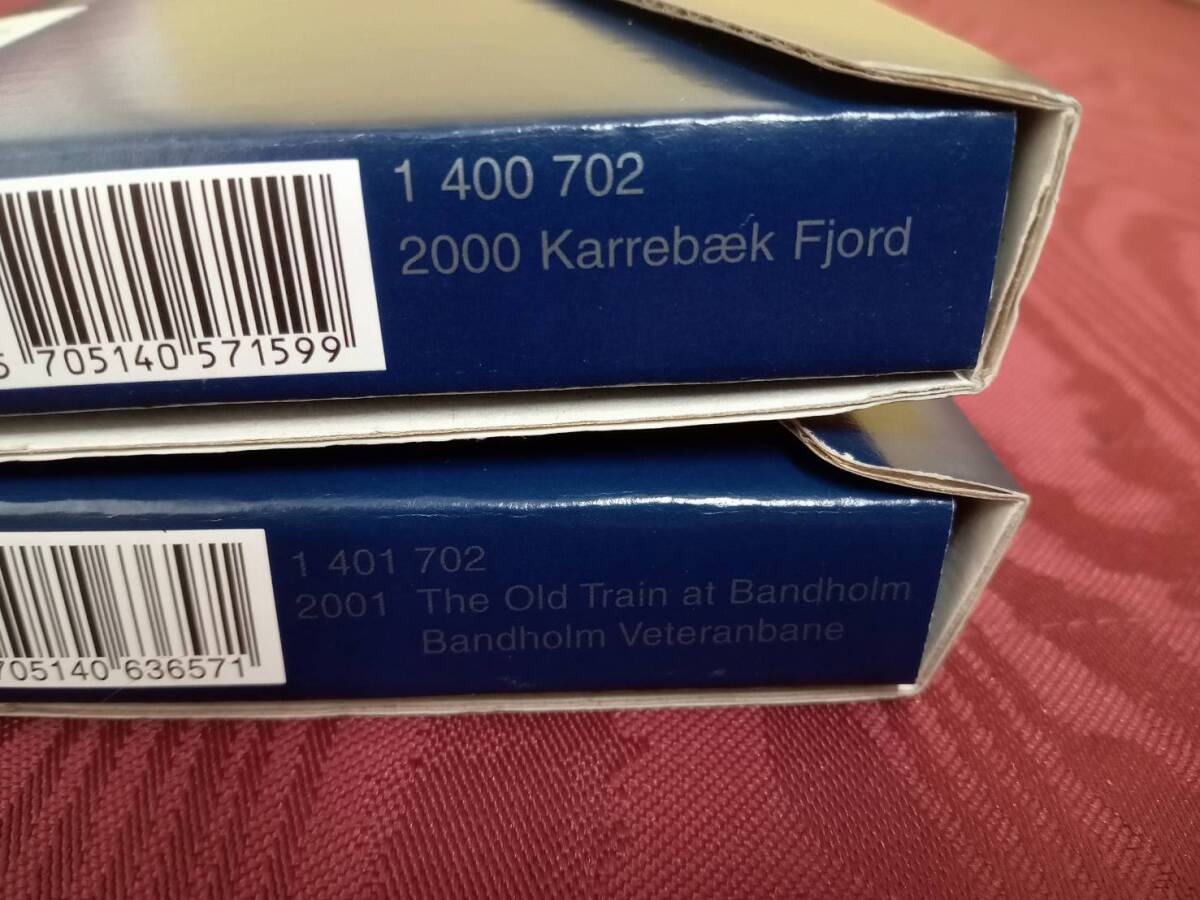 1 400 702
2000 Karrebæk Fjord
705140 571599
1 401 702
2001 The Old Train at Bandholm
Bandholm Veteranbane
705140 636571